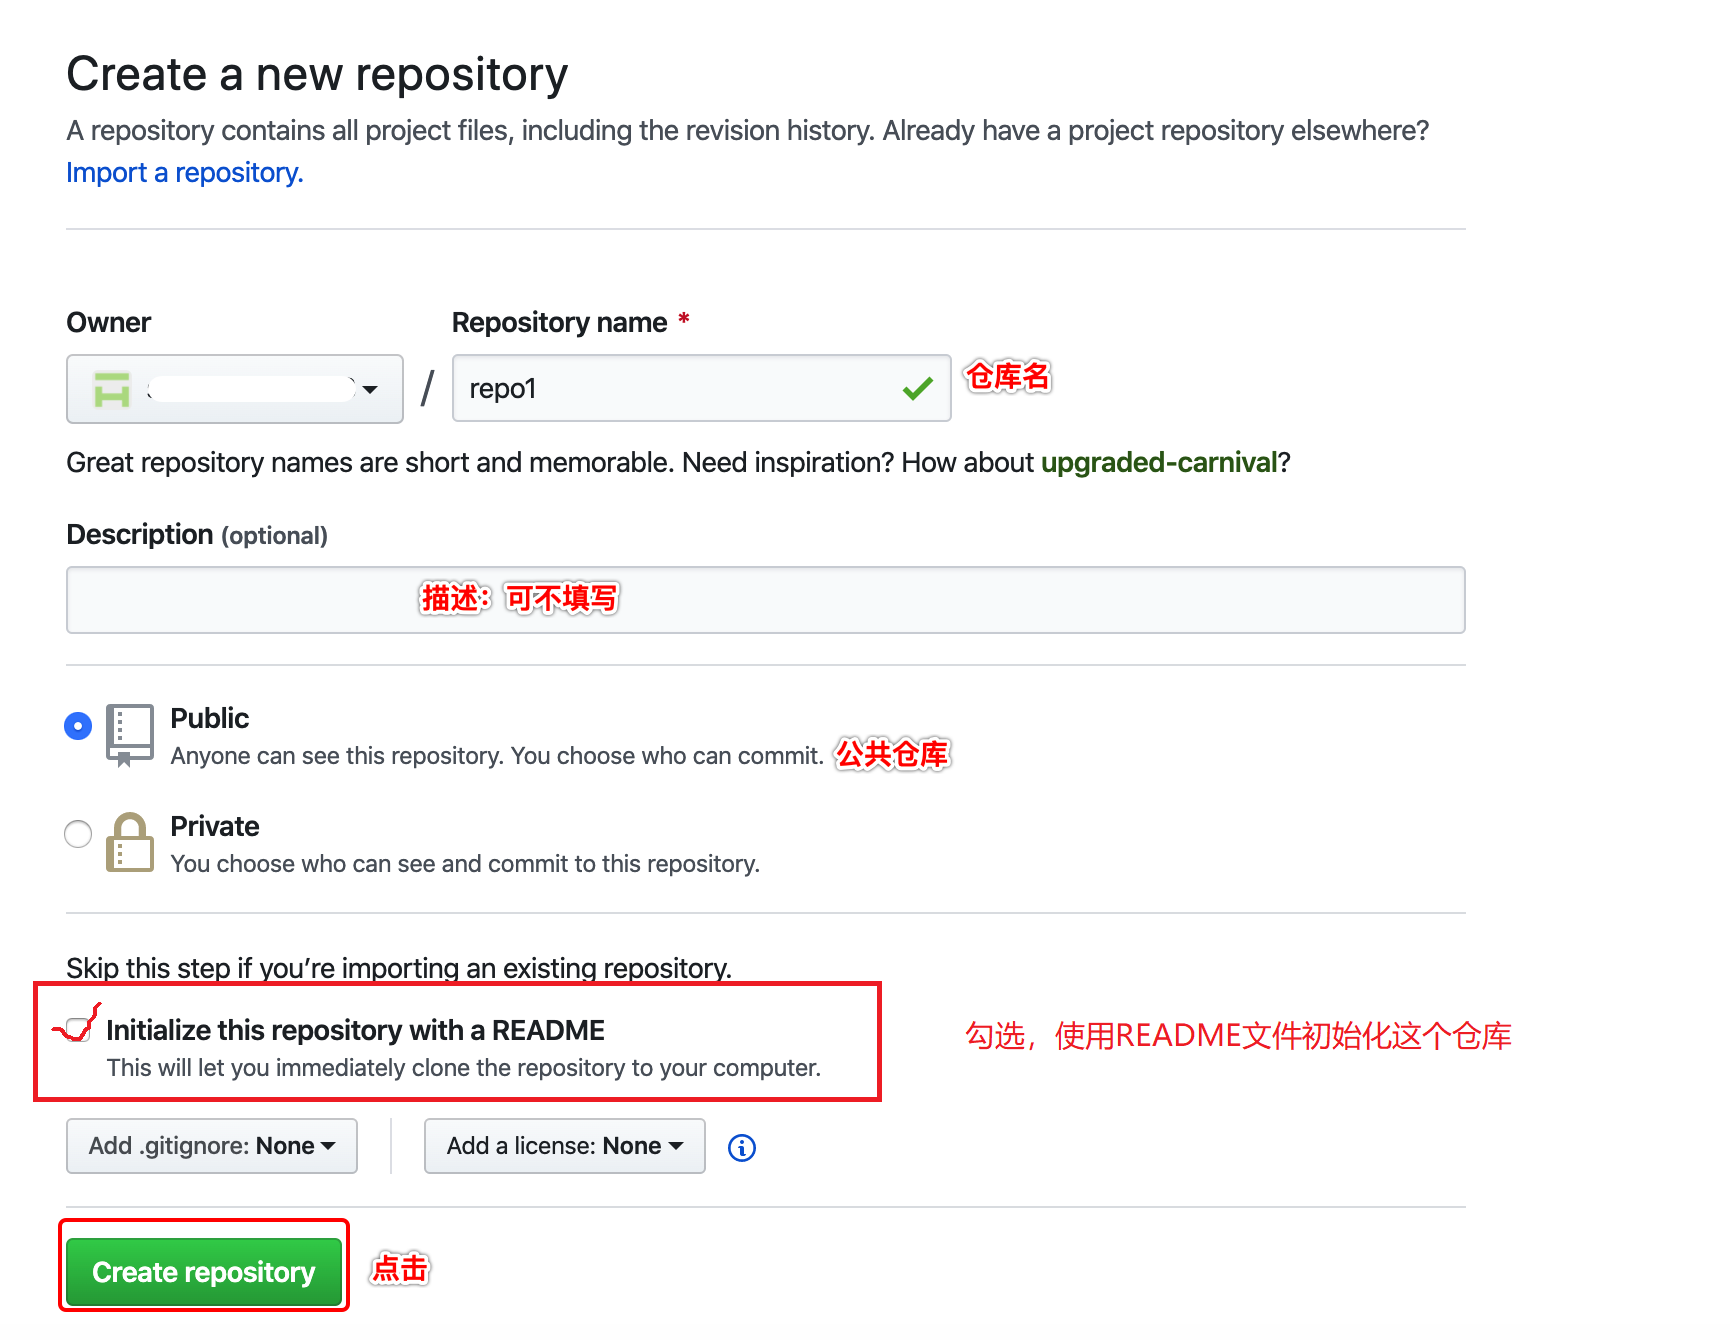 Create a new repository
A repository contains all project files, including the revision history. Already have a project repository elsewhere?
Import a repository.
Owner
Repository name *
/
repo1
仓库名
Great repository names are short and memorable. Need inspiration? How about upgraded-carnival?
Description (optional)
描述：可不填写
Public
Anyone can see this repository. You choose who can commit.
公共仓库
Private
You choose who can see and commit to this repository.
Skip this step if you’re importing an existing repository.
Initialize this repository with a README
勾选，使用README文件初始化这个仓库
This will let you immediately clone the repository to your computer.
Add .gitignore: None
Add a license: None
Create repository
点击